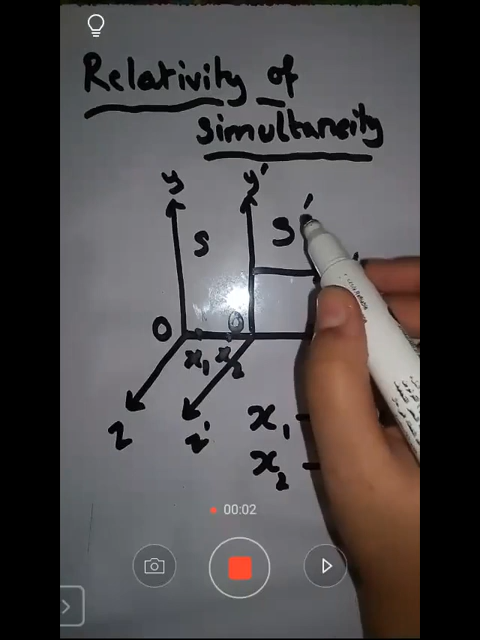 Relativity of
simultaneity
y y'
S S'
O O
x₁ x₂
z z'
x₁
x₂
00:02